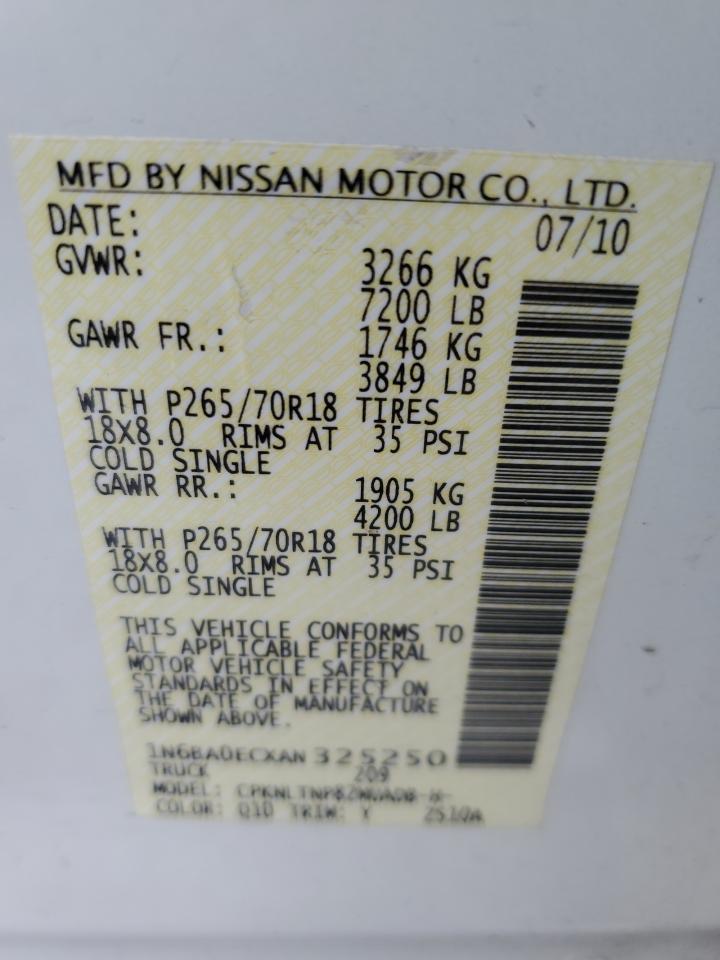 MFD BY NISSAN MOTOR CO., LTD.
DATE: 07/10
GVWR: 3266 KG
7200 LB
GAWR FR.: 1746 KG
3849 LB
WITH P265/70R18 TIRES
18X8.0 RIMS AT 35 PSI
COLD SINGLE
GAWR RR.: 1905 KG
4200 LB
WITH P265/70R18 TIRES
18X8.0 RIMS AT 35 PSI
COLD SINGLE
THIS VEHICLE CONFORMS TO
ALL APPLICABLE FEDERAL
MOTOR VEHICLE SAFETY
STANDARDS IN EFFECT ON
THE DATE OF MANUFACTURE
SHOWN ABOVE.
1N6BA0ECXAN 325250
TRUCK 209
MODEL:
COLOR: Q10 TRIM: